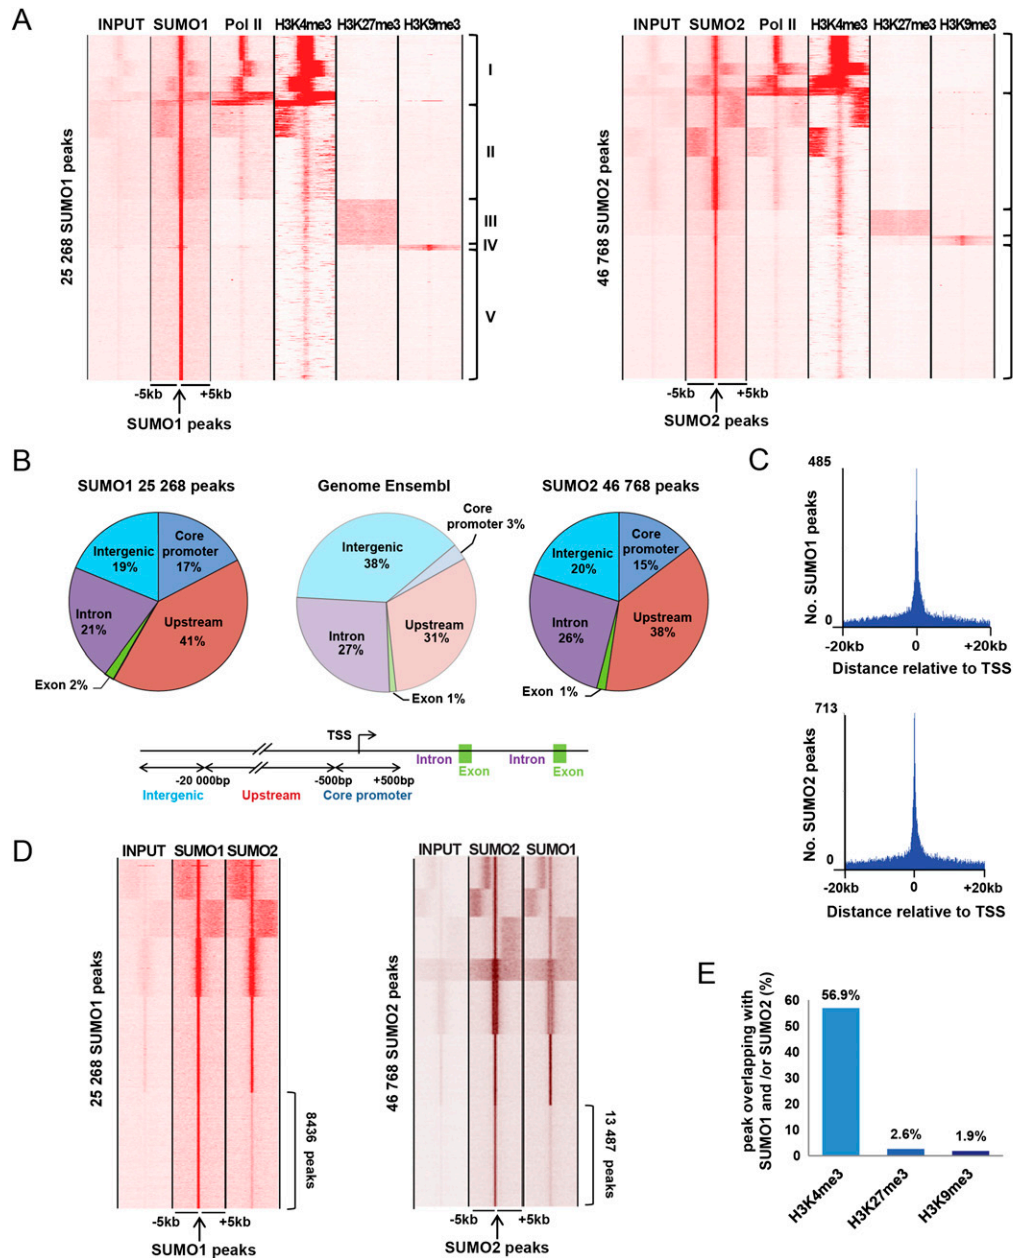 A
INPUT SUMO1 Pol II H3K4me3 H3K27me3 H3K9me3
25 268 SUMO1 peaks
I
II
III
IV
V
-5kb +5kb
SUMO1 peaks
INPUT SUMO2 Pol II H3K4me3 H3K27me3 H3K9me3
46 768 SUMO2 peaks
-5kb +5kb
SUMO2 peaks
B
SUMO1 25 268 peaks
Intergenic
19%
Core
promoter
17%
Intron
21%
Upstream
41%
Exon 2%
Genome Ensembl
Core
promoter 3%
Intergenic
38%
Intron
27%
Upstream
31%
Exon 1%
SUMO2 46 768 peaks
Intergenic
20%
Core
promoter
15%
Intron
26%
Upstream
38%
Exon 1%
TSS
Intron Exon Intron Exon
-20 000bp -500bp +500bp
Intergenic Upstream Core promoter
C
485
No. SUMO1 peaks
0
-20kb 0 +20kb
Distance relative to TSS
713
No. SUMO2 peaks
0
-20kb 0 +20kb
Distance relative to TSS
D
INPUT SUMO1 SUMO2
25 268 SUMO1 peaks
8436 peaks
-5kb +5kb
SUMO1 peaks
INPUT SUMO2 SUMO1
46 768 SUMO2 peaks
13 487 peaks
-5kb +5kb
SUMO2 peaks
E
peak overlapping with
SUMO1 and /or SUMO2 (%)
60
50
40
30
20
10
0
56.9%
2.6%
1.9%
H3K4me3
H3K27me3
H3K9me3